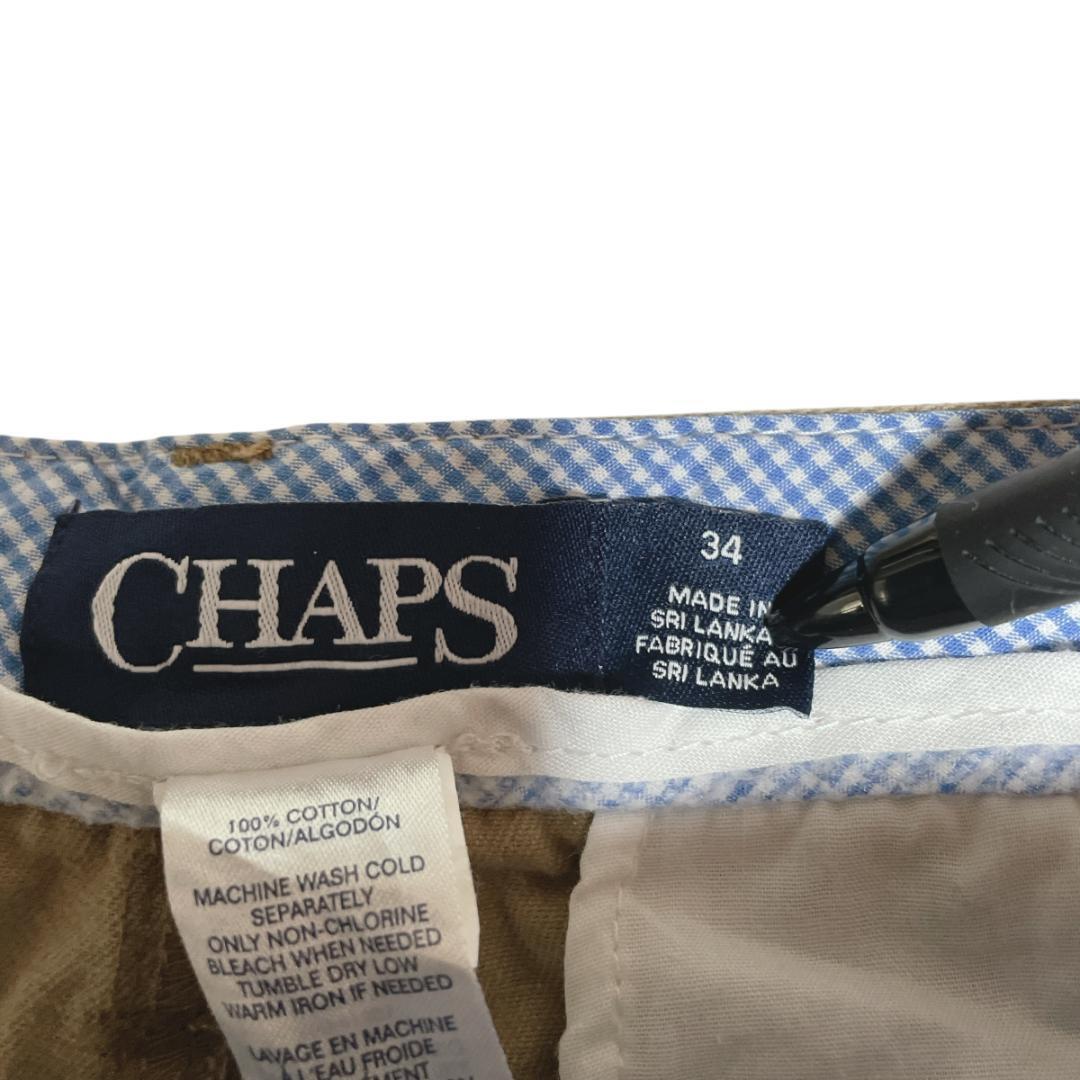 CHAPS
34
MADE IN
SRI LANKA
FABRIQUÉ AU
SRI LANKA
100% COTTON/
COTON/ALGODÓN
MACHINE WASH COLD
SEPARATELY
ONLY NON-CHLORINE
BLEACH WHEN NEEDED
TUMBLE DRY LOW
WARM IRON IF NEEDED
LAVAGE EN MACHINE
À L'EAU FROIDE